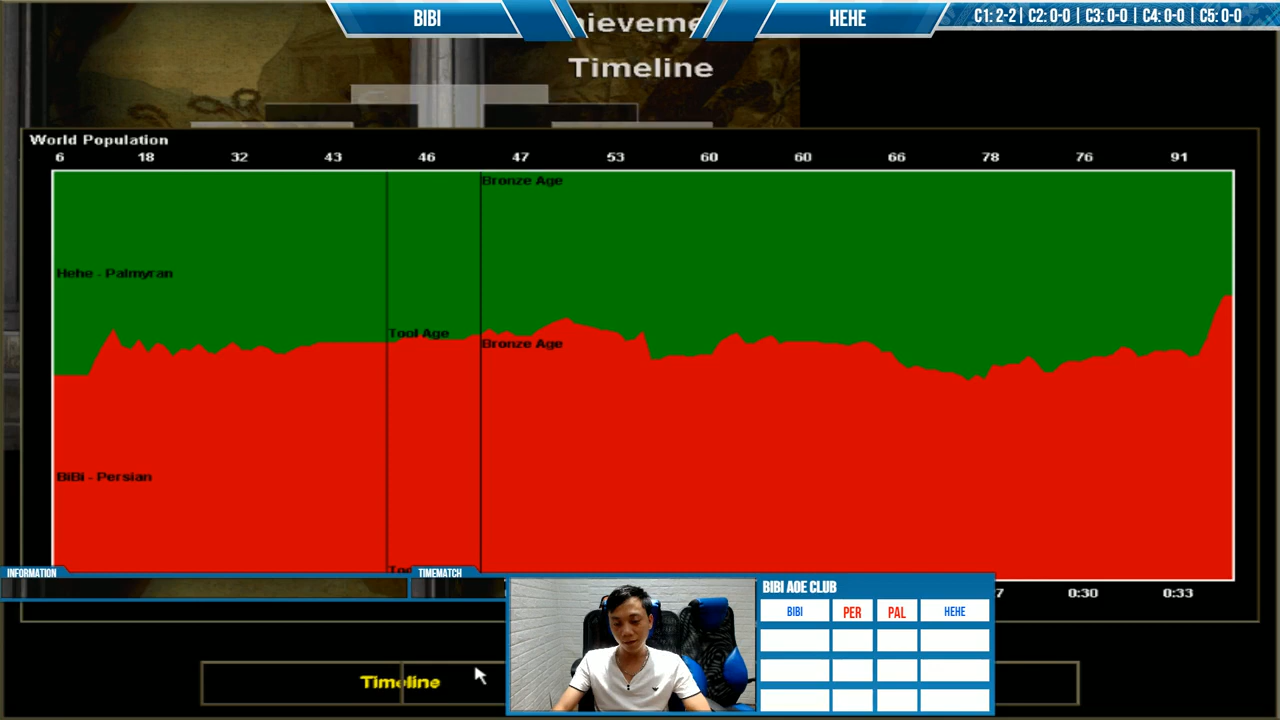 BIBI
HEHE
C1: 2-2 | C2: 0-0 | C3: 0-0 | C4: 0-0 | C5: 0-0
hieveme
Timeline
World Population
6 18 32 43 46 47 53 60 60 66 78 76 91
Bronze Age
Hehe - Palmyran
Tool Age
Bronze Age
BiBi - Persian
INFORMATION
TIMEMATCH
7 0:30 0:33
BIBI AOE CLUB
BIBI PER PAL HEHE
Timeline